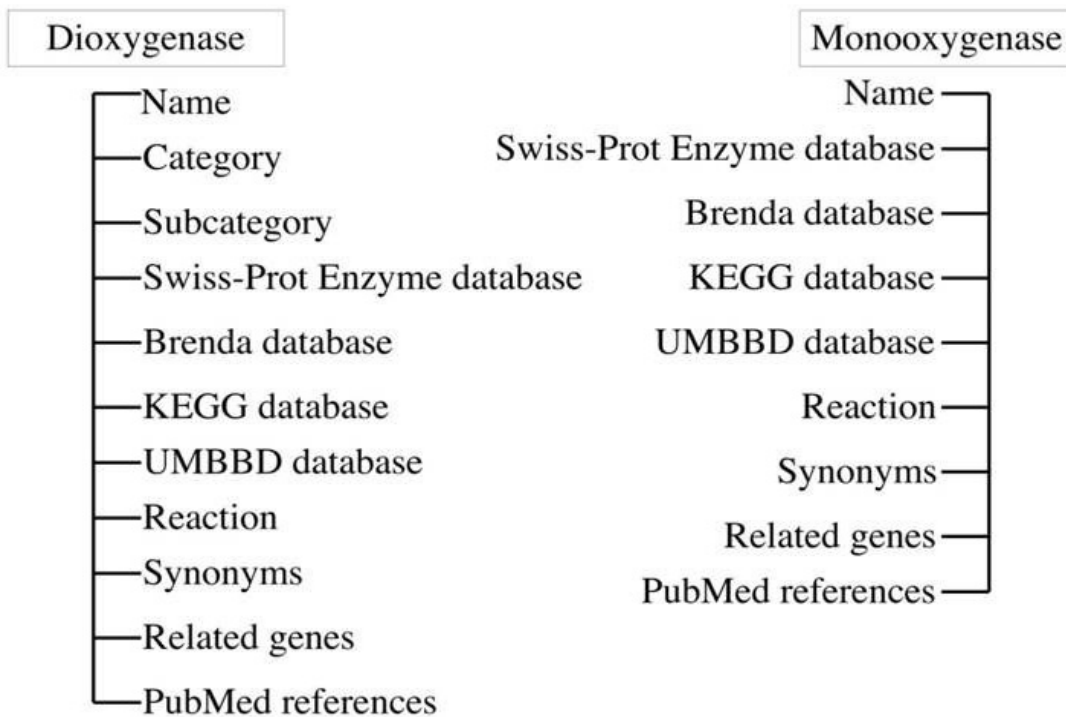 Dioxygenase
Name
Category
Subcategory
Swiss-Prot Enzyme database
Brenda database
KEGG database
UMBBD database
Reaction
Synonyms
Related genes
PubMed references
Monooxygenase
Name
Swiss-Prot Enzyme database
Brenda database
KEGG database
UMBBD database
Reaction
Synonyms
Related genes
PubMed references